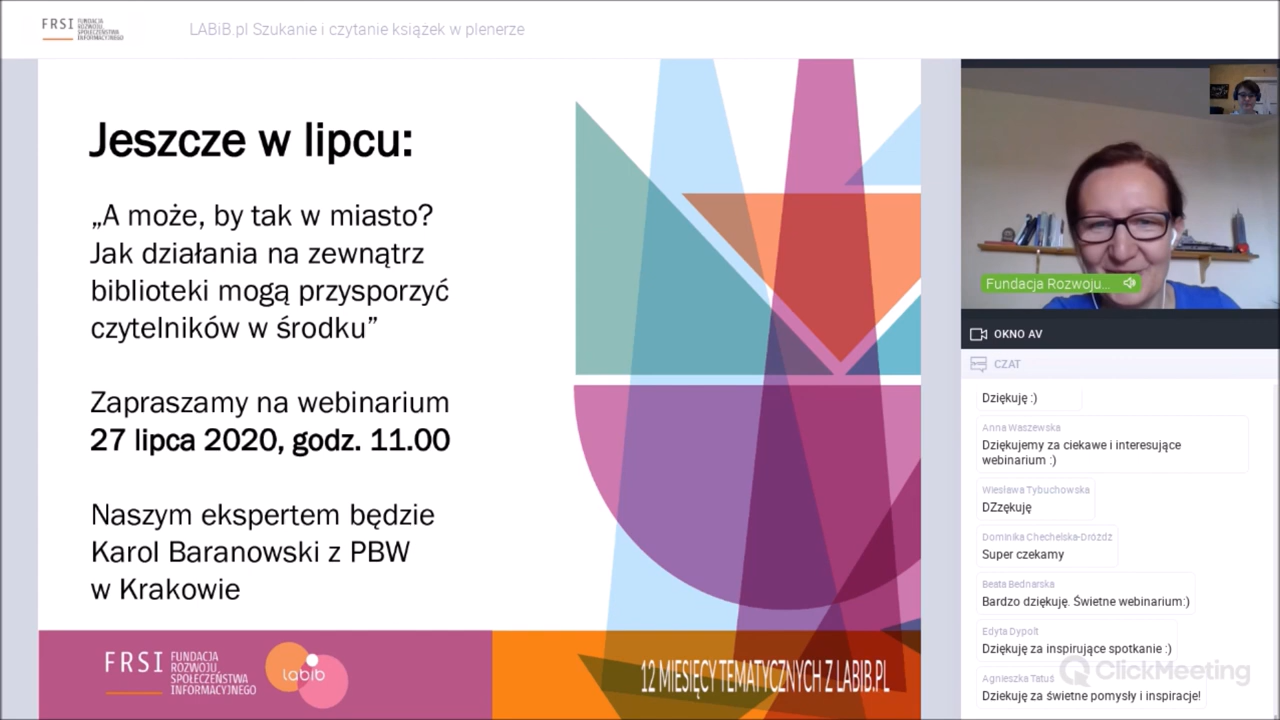 FRSI FUNDACJA
ROZWOJU
SPOŁECZEŃSTWA
INFORMACYJNEGO
LABiB.pl Szukanie i czytanie książek w plenerze
Jeszcze w lipcu:
„A może, by tak w miasto?
Jak działania na zewnątrz
biblioteki mogą przysporzyć
czytelników w środku”
Zapraszamy na webinarium
27 lipca 2020, godz. 11.00
Naszym ekspertem będzie
Karol Baranowski z PBW
w Krakowie
FRSI FUNDACJA
ROZWOJU
SPOŁECZEŃSTWA
INFORMACYJNEGO
labib
12 MIESIĘCY TEMATYCZNYCH Z LABIB.PL
Fundacja Rozwoju...
OKNO AV
CZAT
Dziękuję :)
Anna Waszewska
Dziękujemy za ciekawe i interesujące
webinarium :)
Wiesława Tybuchowska
DZzękuję
Dominika Chechelska-Dróżdż
Super czekamy
Beata Bednarska
Bardzo dziękuję. Świetne webinarium:)
Edyta Dypolt
Dziękuję za inspirujące spotkanie :)
Agnieszka Tatuś
Dziekuję za świetne pomysły i inspiracje!
ClickMeeting